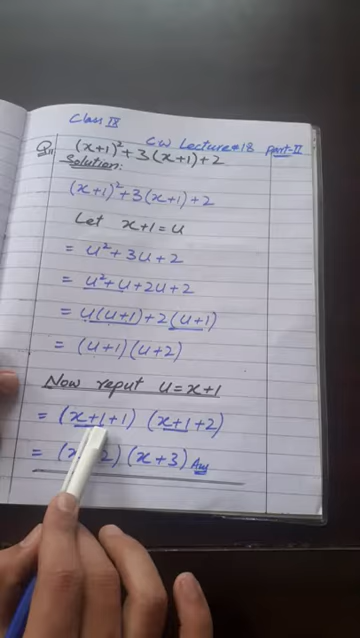 Class IX
CW Lecture#18 Part-II
Q11 (x+1)²+3(x+1)+2
Solution:
(x+1)²+3(x+1)+2
Let x+1=u
= u²+3u+2
= u²+u+2u+2
= u(u+1)+2(u+1)
= (u+1)(u+2)
Now reput u=x+1
= (x+1+1) (x+1+2)
= (x 2) (x+3) Ans